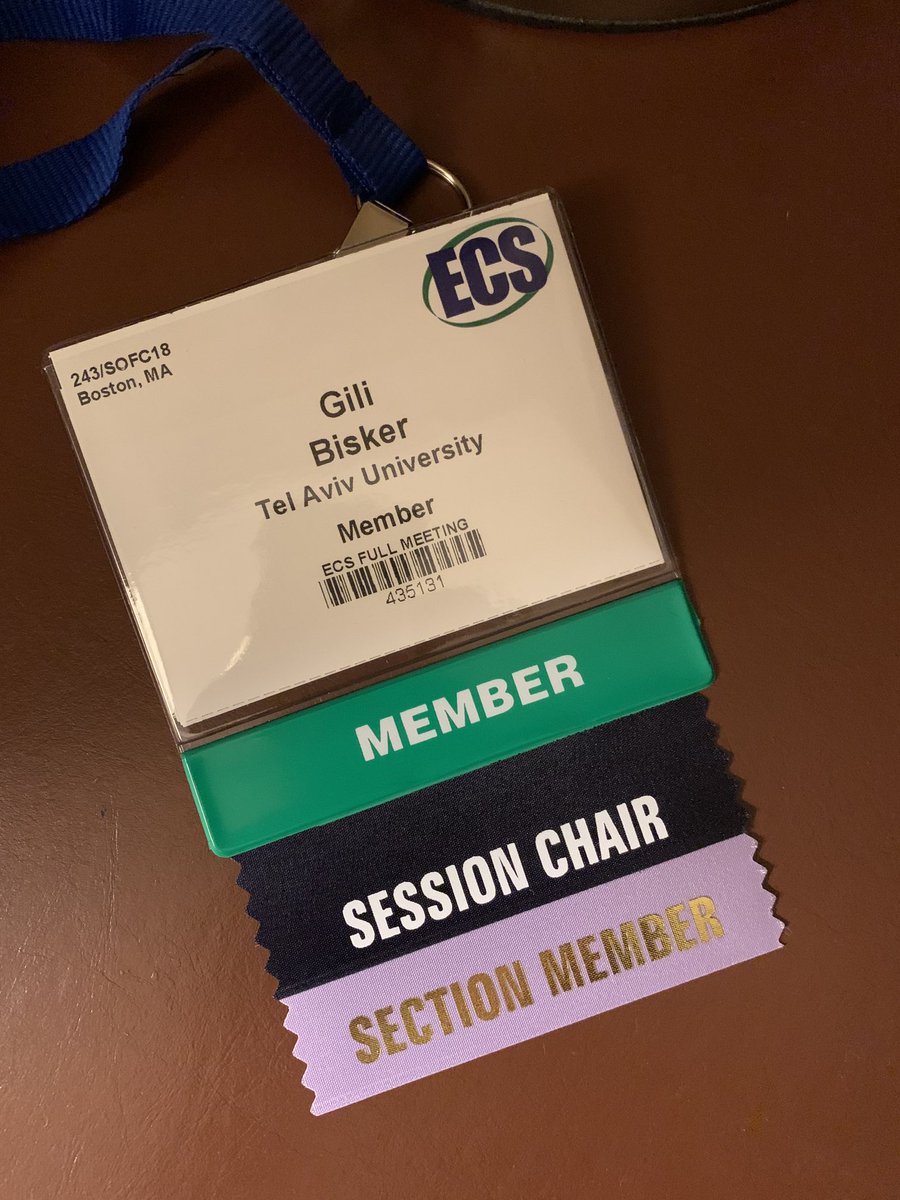 ECS
243/SOFC18
Boston, MA
Gili
Bisker
Tel Aviv University
Member
ECS FULL MEETING
435131
MEMBER
SESSION CHAIR
SECTION MEMBER